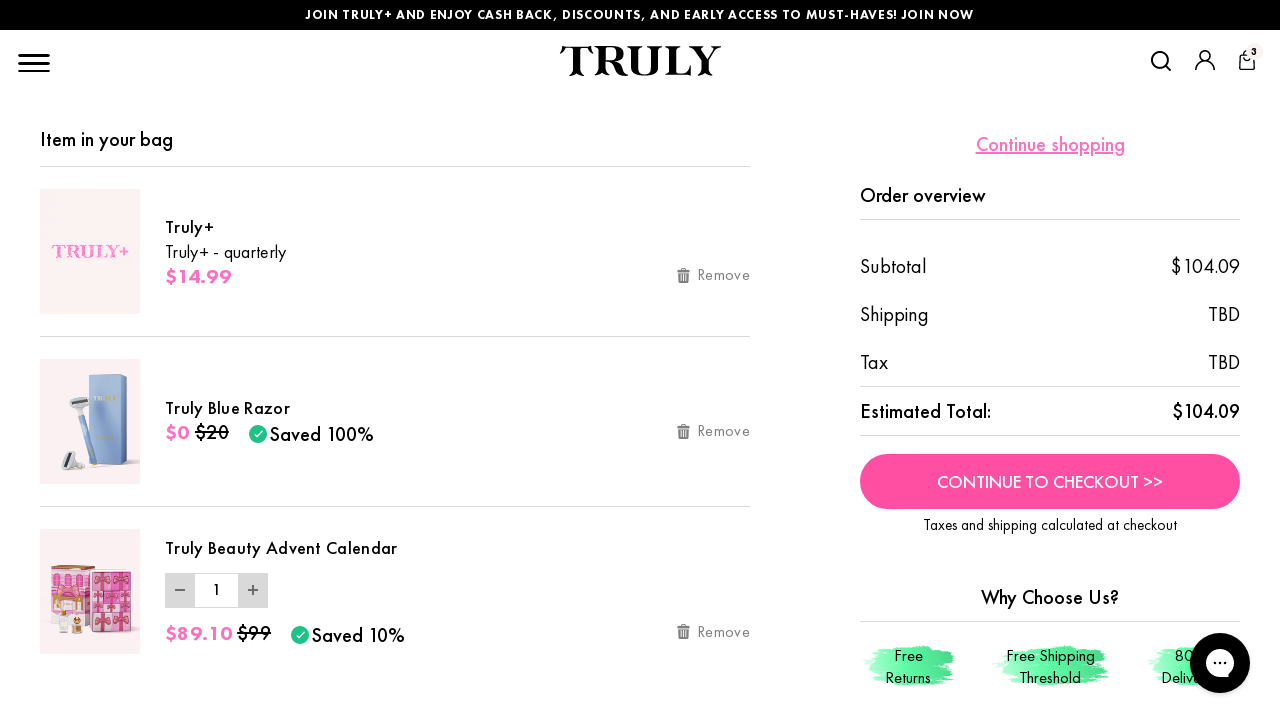 JOIN TRULY+ AND ENJOY CASH BACK, DISCOUNTS, AND EARLY ACCESS TO MUST-HAVES! JOIN NOW
TRULY
3
Item in your bag
Continue shopping
Order overview
TRULY+
Truly+
Truly+ - quarterly
$14.99
Remove
Subtotal $104.09
Shipping TBD
Tax TBD
Estimated Total: $104.09
TRULY
Truly Blue Razor
$0 $20 Saved 100%
Remove
CONTINUE TO CHECKOUT >>
Taxes and shipping calculated at checkout
Truly Beauty Advent Calendar
1
$89.10 $99 Saved 10%
Remove
Why Choose Us?
Free
Returns
Free Shipping
Threshold